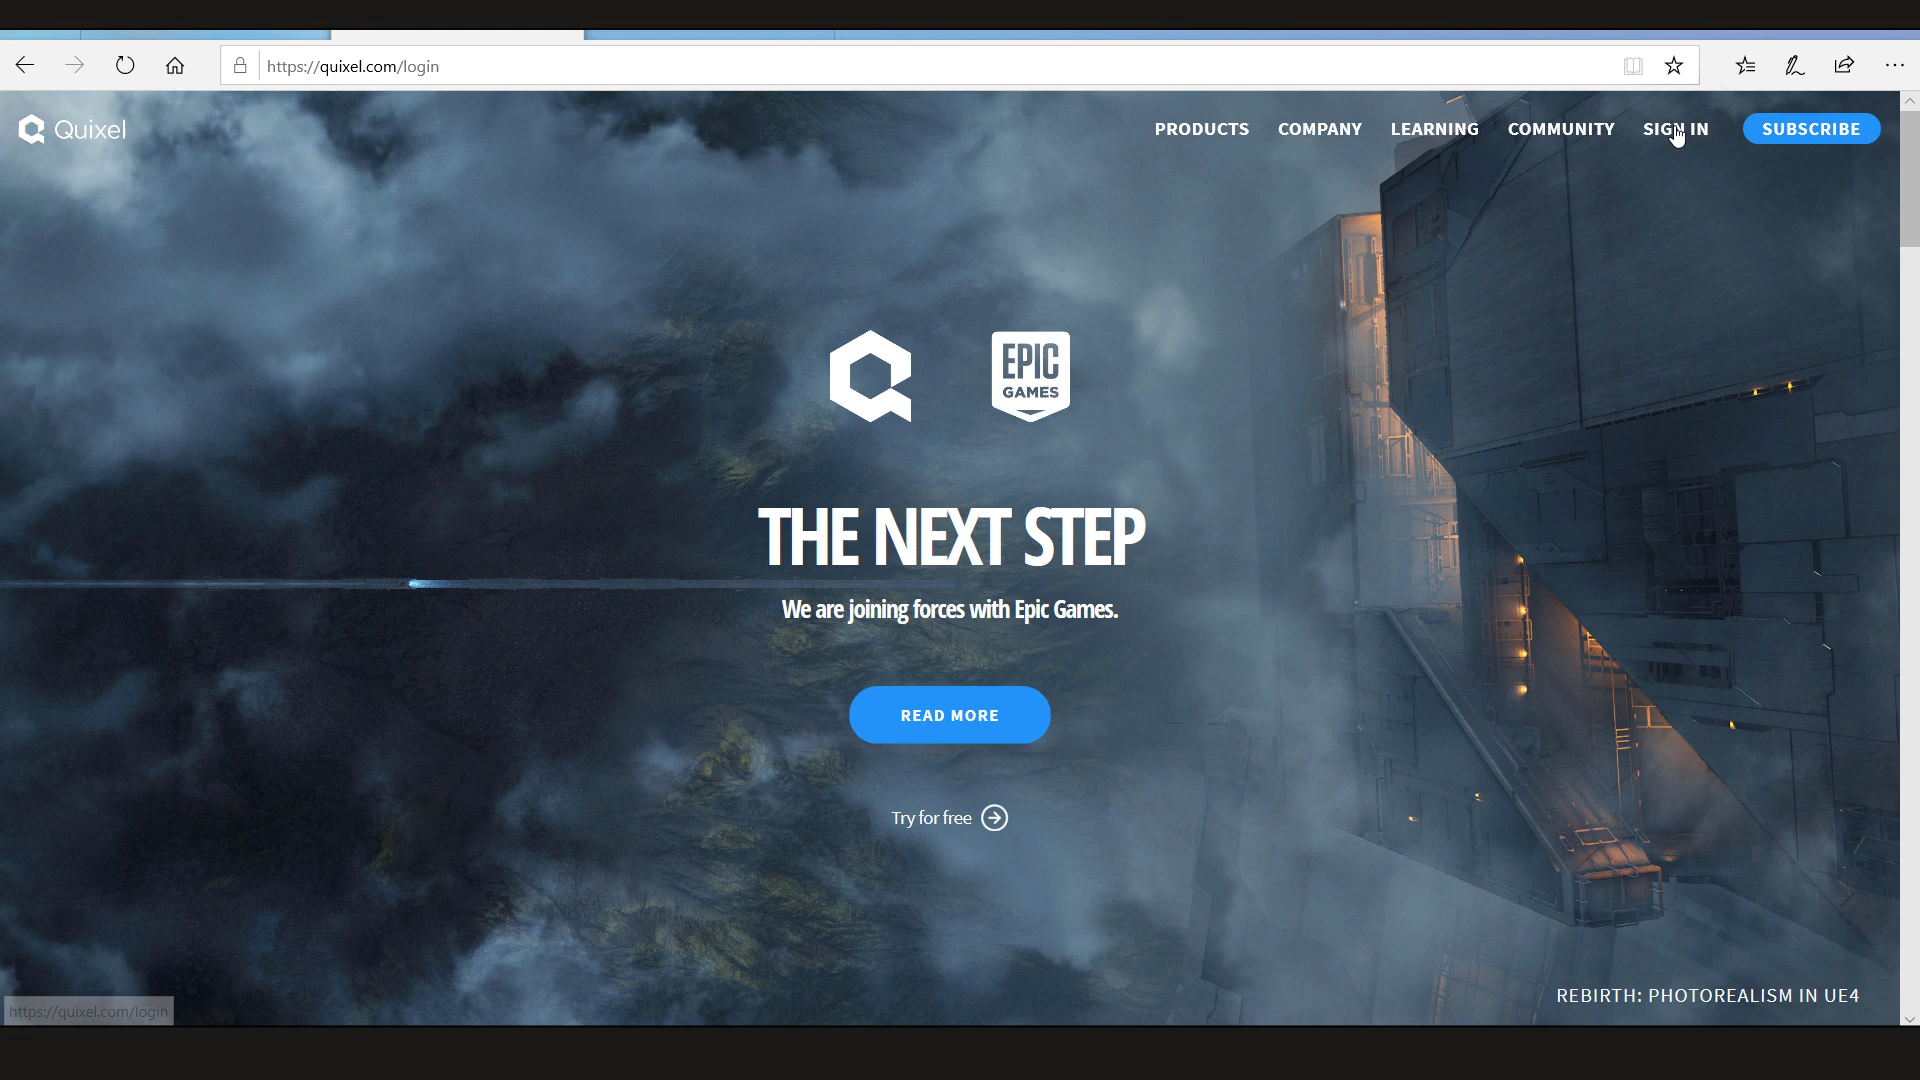 https://quixel.com/login
Quixel
PRODUCTS COMPANY LEARNING COMMUNITY SIGN IN SUBSCRIBE
EPIC
GAMES
THE NEXT STEP
We are joining forces with Epic Games.
READ MORE
Try for free
REBIRTH: PHOTOREALISM IN UE4
https://quixel.com/login